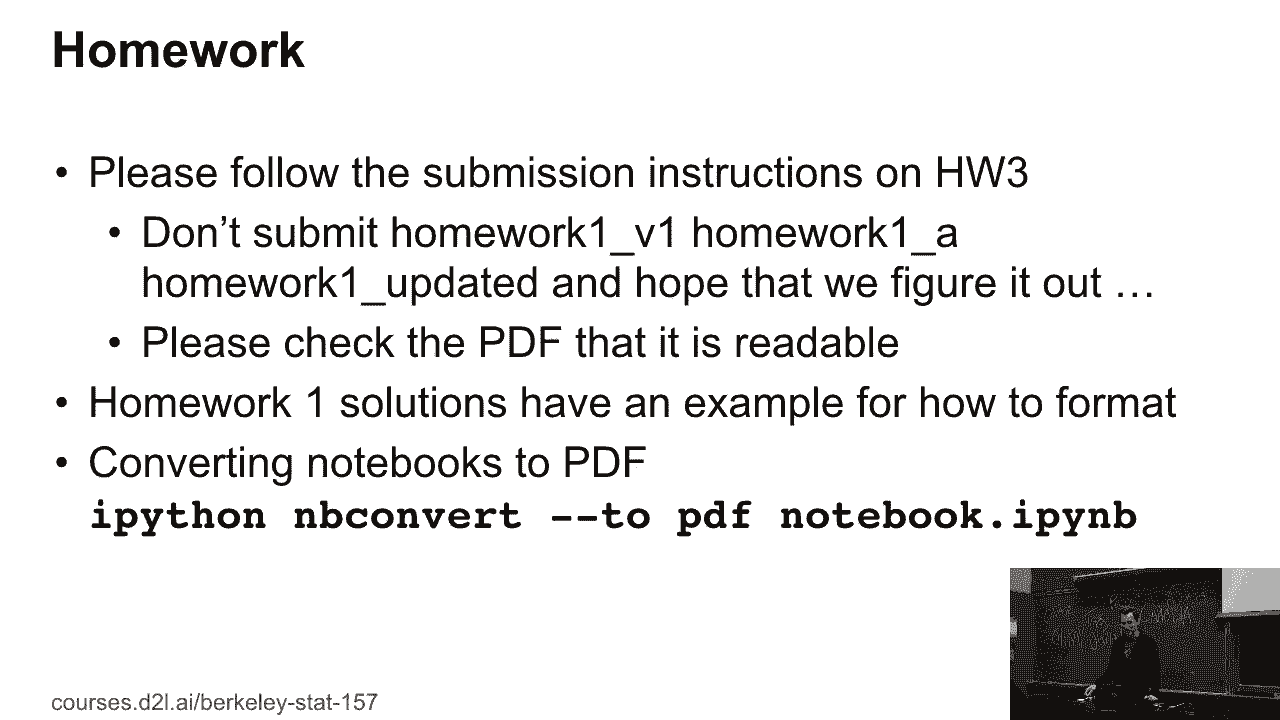 Homework
• Please follow the submission instructions on HW3
• Don’t submit homework1_v1 homework1_a
homework1_updated and hope that we figure it out …
• Please check the PDF that it is readable
• Homework 1 solutions have an example for how to format
• Converting notebooks to PDF
ipython nbconvert --to pdf notebook.ipynb
courses.d2l.ai/berkeley-stat-157